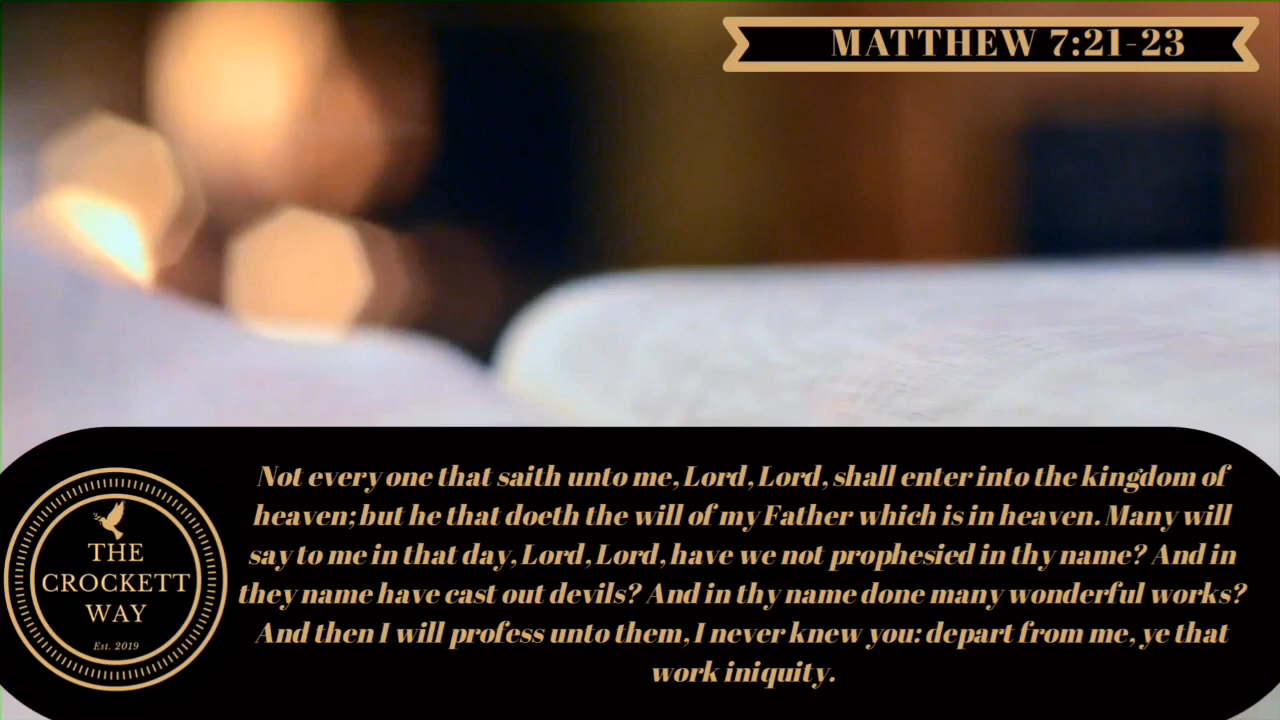 MATTHEW 7:21-23
Not every one that saith unto me, Lord, Lord, shall enter into the kingdom of
heaven; but he that doeth the will of my Father which is in heaven. Many will
say to me in that day, Lord, Lord, have we not prophesied in thy name? And in
they name have cast out devils? And in thy name done many wonderful works?
And then I will profess unto them, I never knew you: depart from me, ye that
work iniquity.
THE
CROCKETT
WAY
Est. 2019